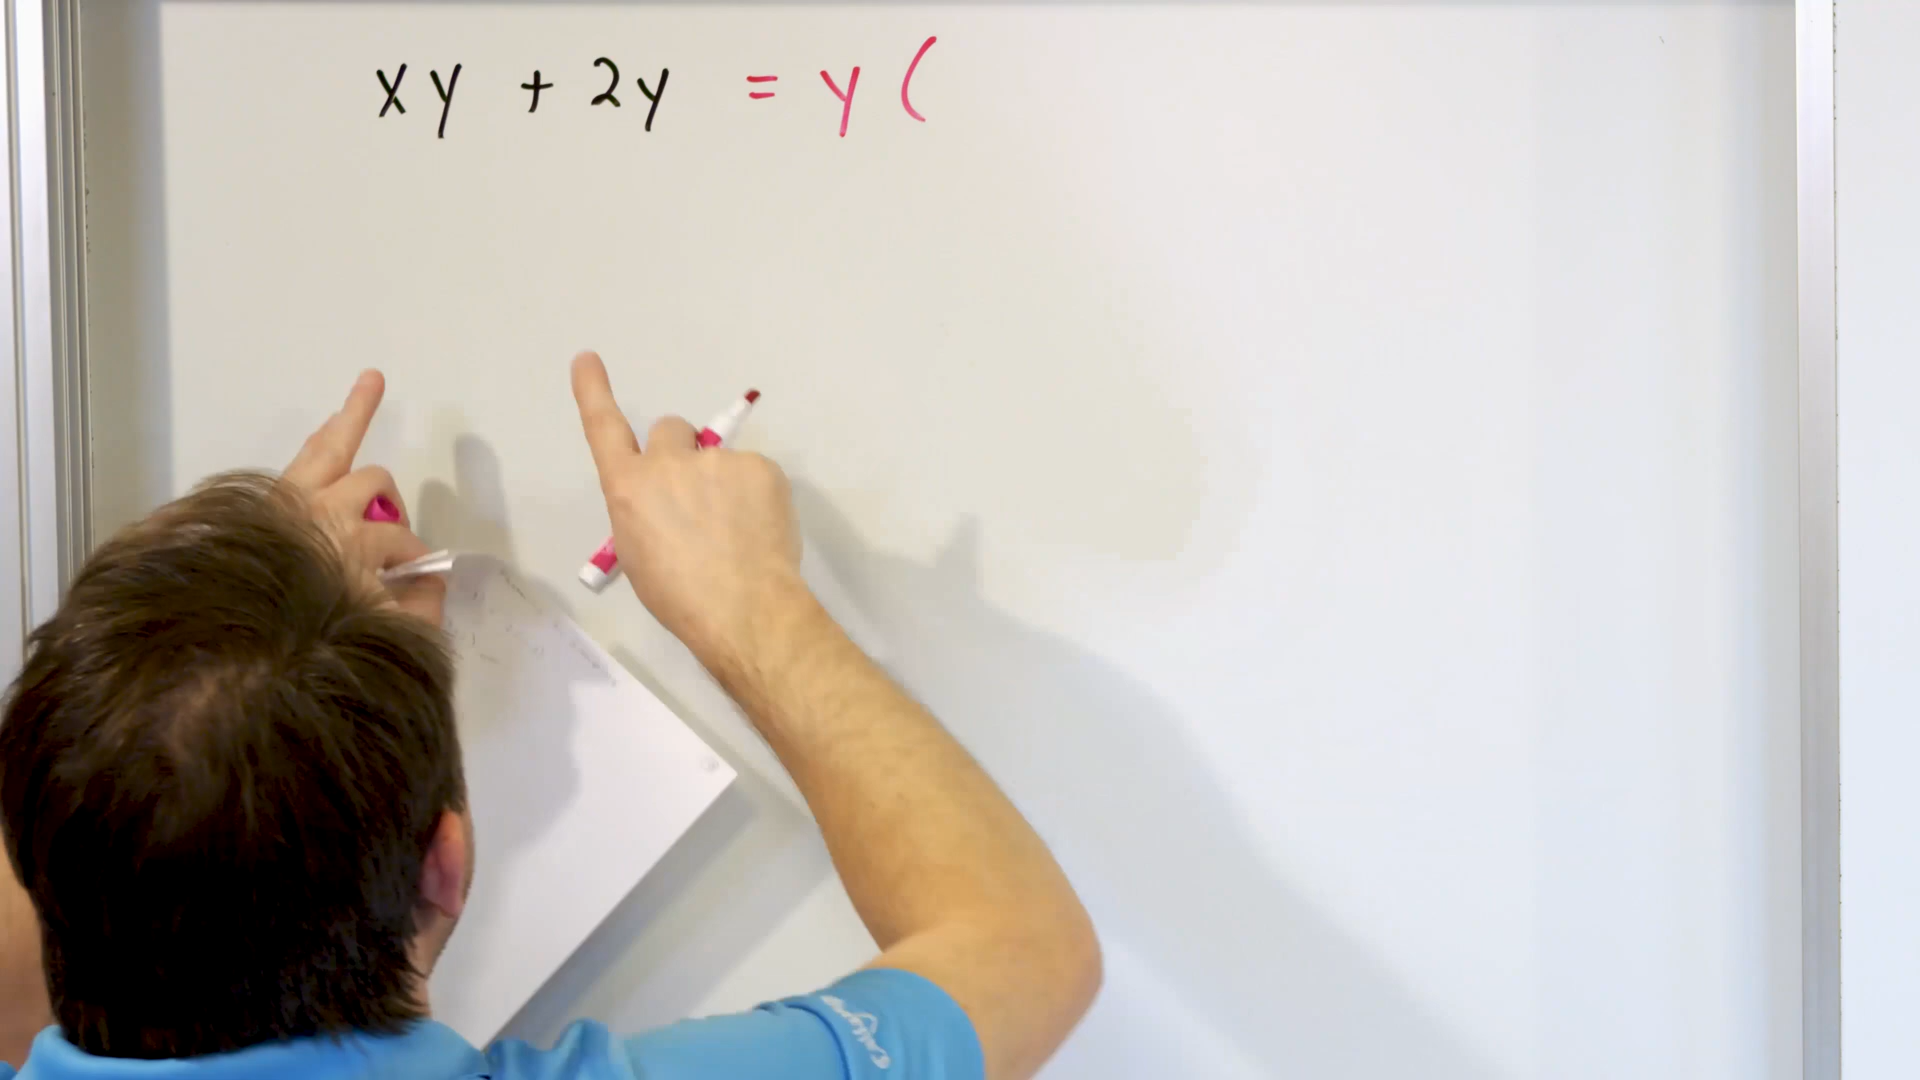 xy + 2y = y (